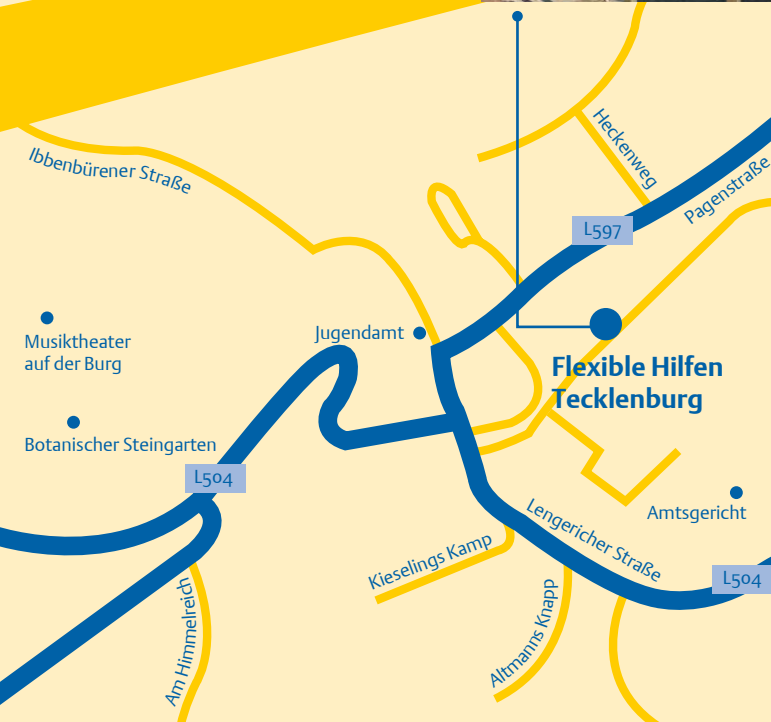 Heckenweg
Ibbenbürener Straße
Pagenstraße
L597
Musiktheater
auf der Burg
Jugendamt
Flexible Hilfen
Tecklenburg
Botanischer Steingarten
L504
Amtsgericht
Lengericher Straße
Kieselings Kamp
L504
Altmanns Knapp
Am Himmelreich